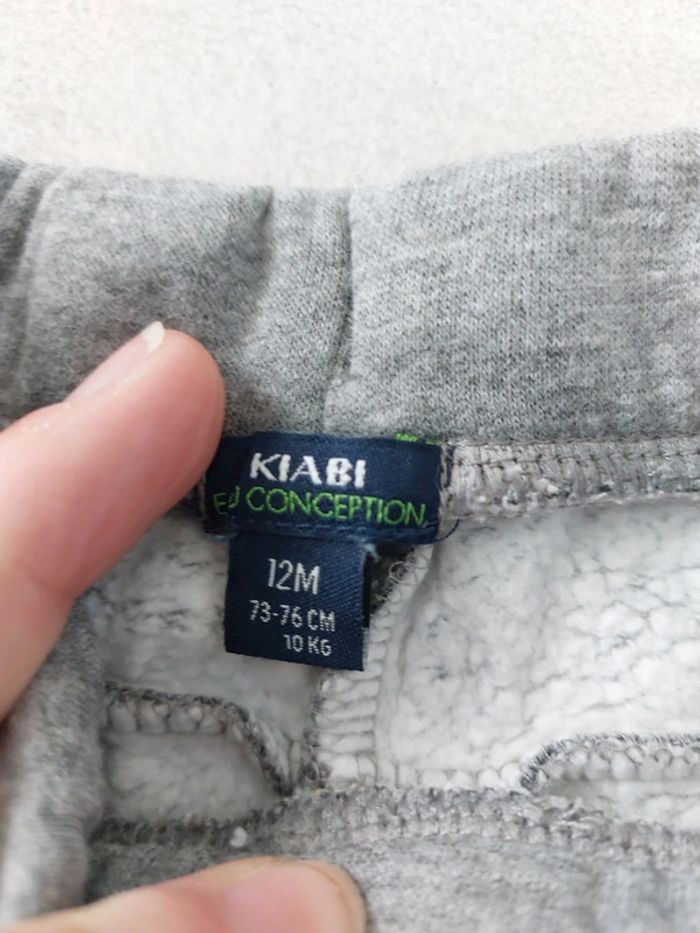 KIABI
CONCEPTION
12M
73-76 CM
10 KG